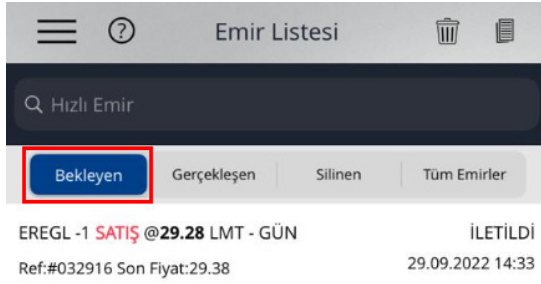 Emir Listesi
Hızlı Emir
Bekleyen Gerçekleşen Silinen Tüm Emirler
EREGL -1 SATIŞ @29.28 LMT - GÜN İLETİLDİ
Ref:#032916 Son Fiyat:29.38 29.09.2022 14:33